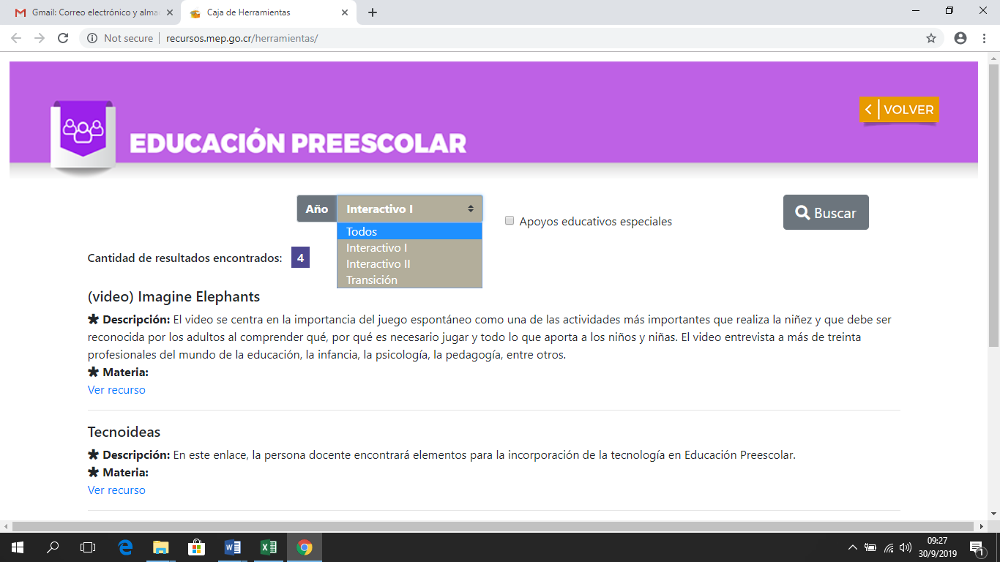 Gmail: Correo electrónico y alma
Caja de Herramientas
Not secure
recursos.mep.go.cr/herramientas/
VOLVER
EDUCACIÓN PREESCOLAR
Año
Interactivo I
Todos
Interactivo I
Interactivo II
Transición
Apoyos educativos especiales
Buscar
Cantidad de resultados encontrados: 4
(video) Imagine Elephants
✱ Descripción: El video se centra en la importancia del juego espontáneo como una de las actividades más importantes que realiza la niñez y que debe ser
reconocida por los adultos al comprender qué, por qué es necesario jugar y todo lo que aporta a los niños y niñas. El video entrevista a más de treinta
profesionales del mundo de la educación, la infancia, la psicología, la pedagogía, entre otros.
✱ Materia:
Ver recurso
Tecnoideas
✱ Descripción: En este enlace, la persona docente encontrará elementos para la incorporación de la tecnología en Educación Preescolar.
✱ Materia:
Ver recurso
09:27
30/9/2019
1